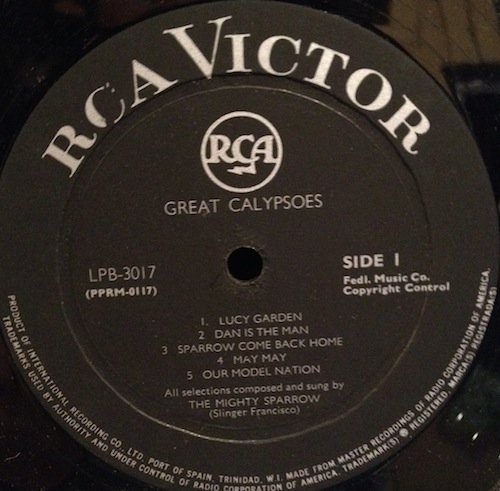 RCA VICTOR
RCA
GREAT CALYPSOES
LPB-3017
(PPRM-0117)
SIDE 1
Fedl. Music Co.
Copyright Control
1. LUCY GARDEN
2 DAN IS THE MAN
3 SPARROW COME BACK HOME
4 MAY MAY
5 OUR MODEL NATION
All selections composed and sung by
THE MIGHTY SPARROW
(Slinger Francisco)
PRODUCT OF INTERNATIONAL RECORDING CO., LTD. PORT OF SPAIN, TRINIDAD, W.I. MADE FROM MASTER RECORDINGS OF RADIO CORPORATION OF AMERICA.
TRADEMARKS USED BY AUTHORITY AND UNDER CONTROL OF RADIO CORPORATION OF AMERICA. TRADEMARK(S) ® REGISTERED, MARCA(S) REGISTRADA(S)